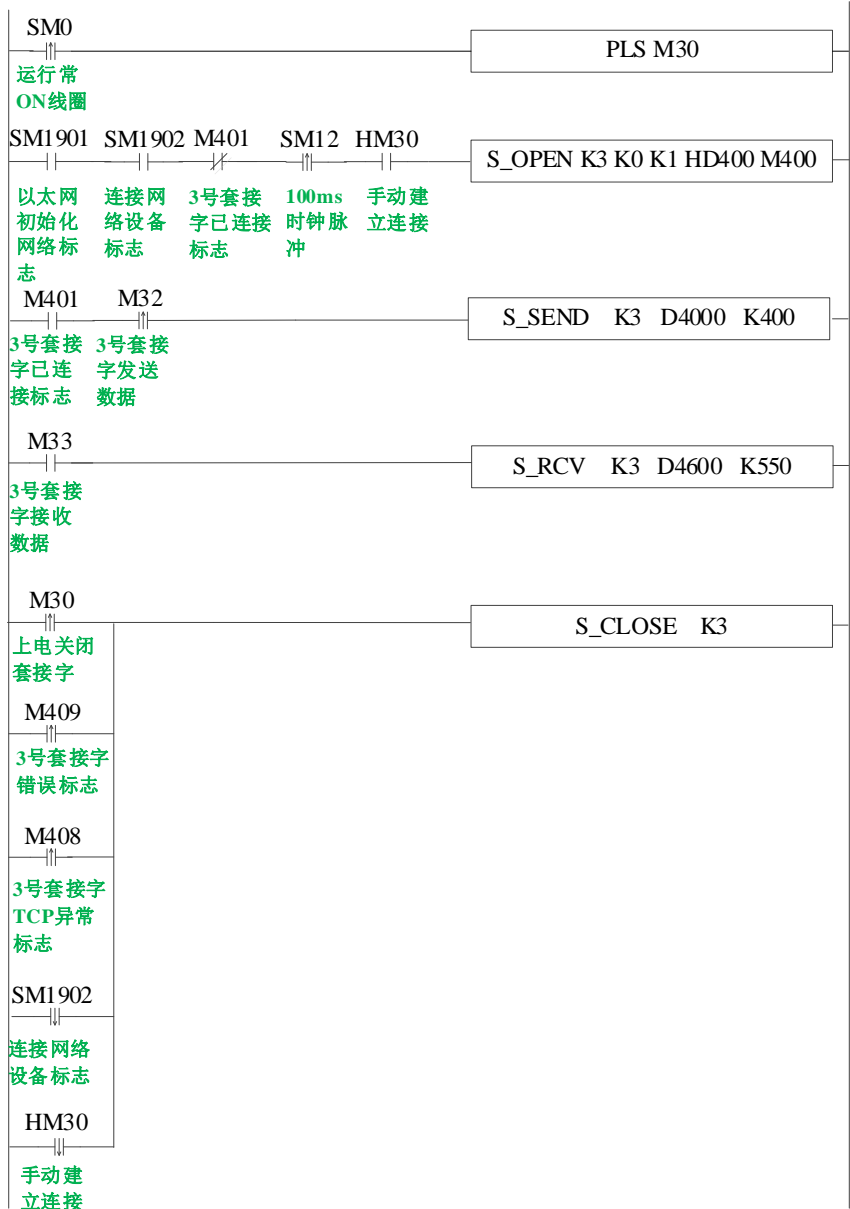 SM0
PLS M30
运行常
ON线圈
SM1901 SM1902 M401 SM12 HM30
S_OPEN K3 K0 K1 HD400 M400
以太网
初始化
网络标
志
连接网
络设备
标志
3号套接
字已连接
标志
100ms
时钟脉
冲
手动建
立连接
M401 M32
S_SEND K3 D4000 K400
3号套接
字已连
接标志
3号套接
字发送
数据
M33
S_RCV K3 D4600 K550
3号套接
字接收
数据
M30
S_CLOSE K3
上电关闭
套接字
M409
3号套接字
错误标志
M408
3号套接字
TCP异常
标志
SM1902
连接网络
设备标志
HM30
手动建
立连接